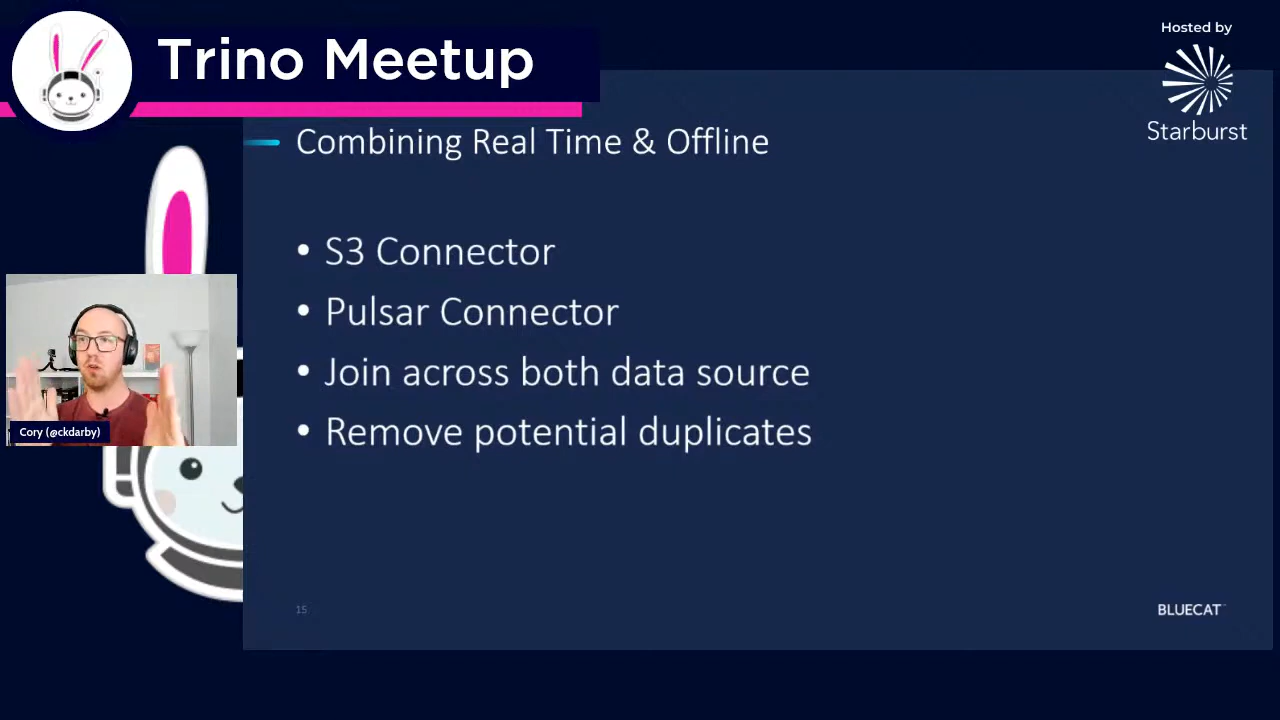 Trino Meetup
Hosted by
Starburst
Combining Real Time & Offline
• S3 Connector
• Pulsar Connector
• Join across both data source
• Remove potential duplicates
Cory (@ckdarby)
15
BLUECAT